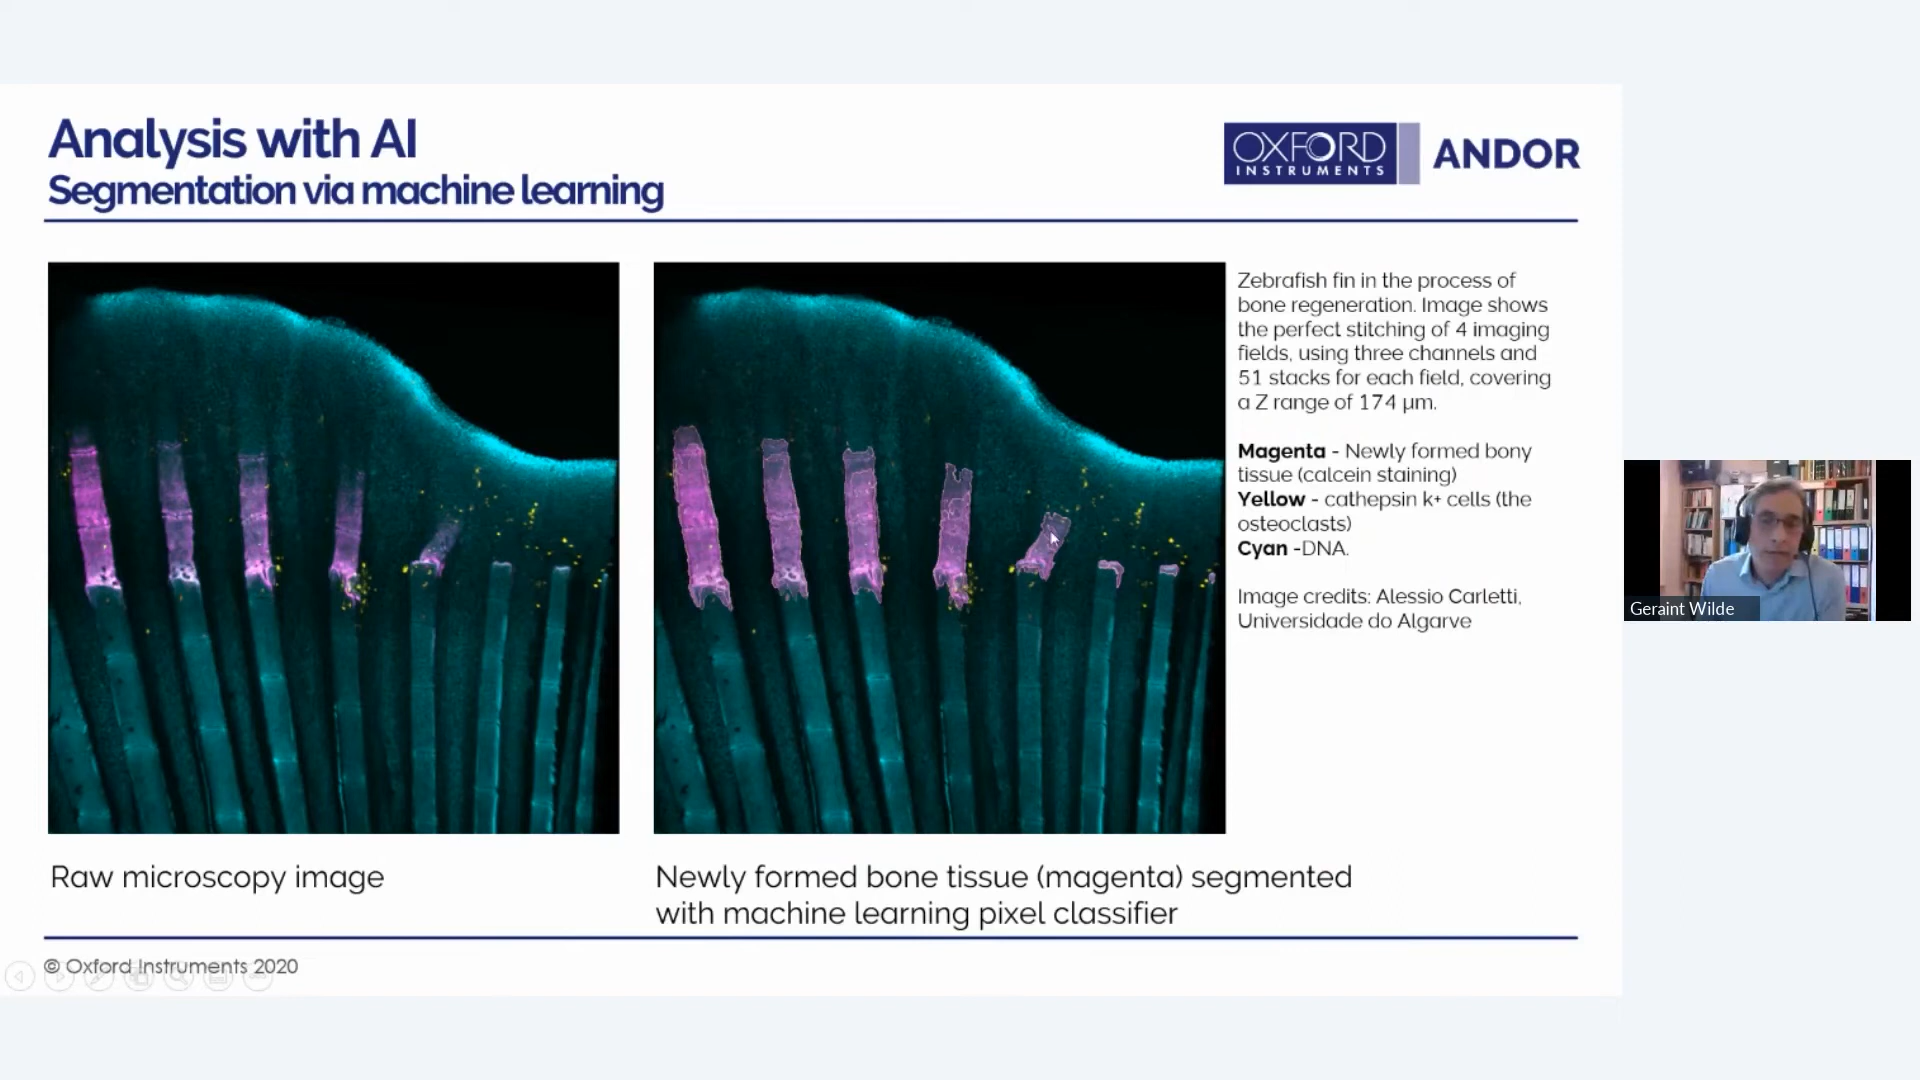 Analysis with AI
Segmentation via machine learning
OXFORD
INSTRUMENTS
ANDOR
Zebrafish fin in the process of
bone regeneration. Image shows
the perfect stitching of 4 imaging
fields, using three channels and
51 stacks for each field, covering
a Z range of 174 µm.
Magenta - Newly formed bony
tissue (calcein staining)
Yellow - cathepsin k+ cells (the
osteoclasts)
Cyan -DNA.
Image credits: Alessio Carletti,
Universidade do Algarve
Geraint Wilde
Raw microscopy image
Newly formed bone tissue (magenta) segmented
with machine learning pixel classifier
© Oxford Instruments 2020